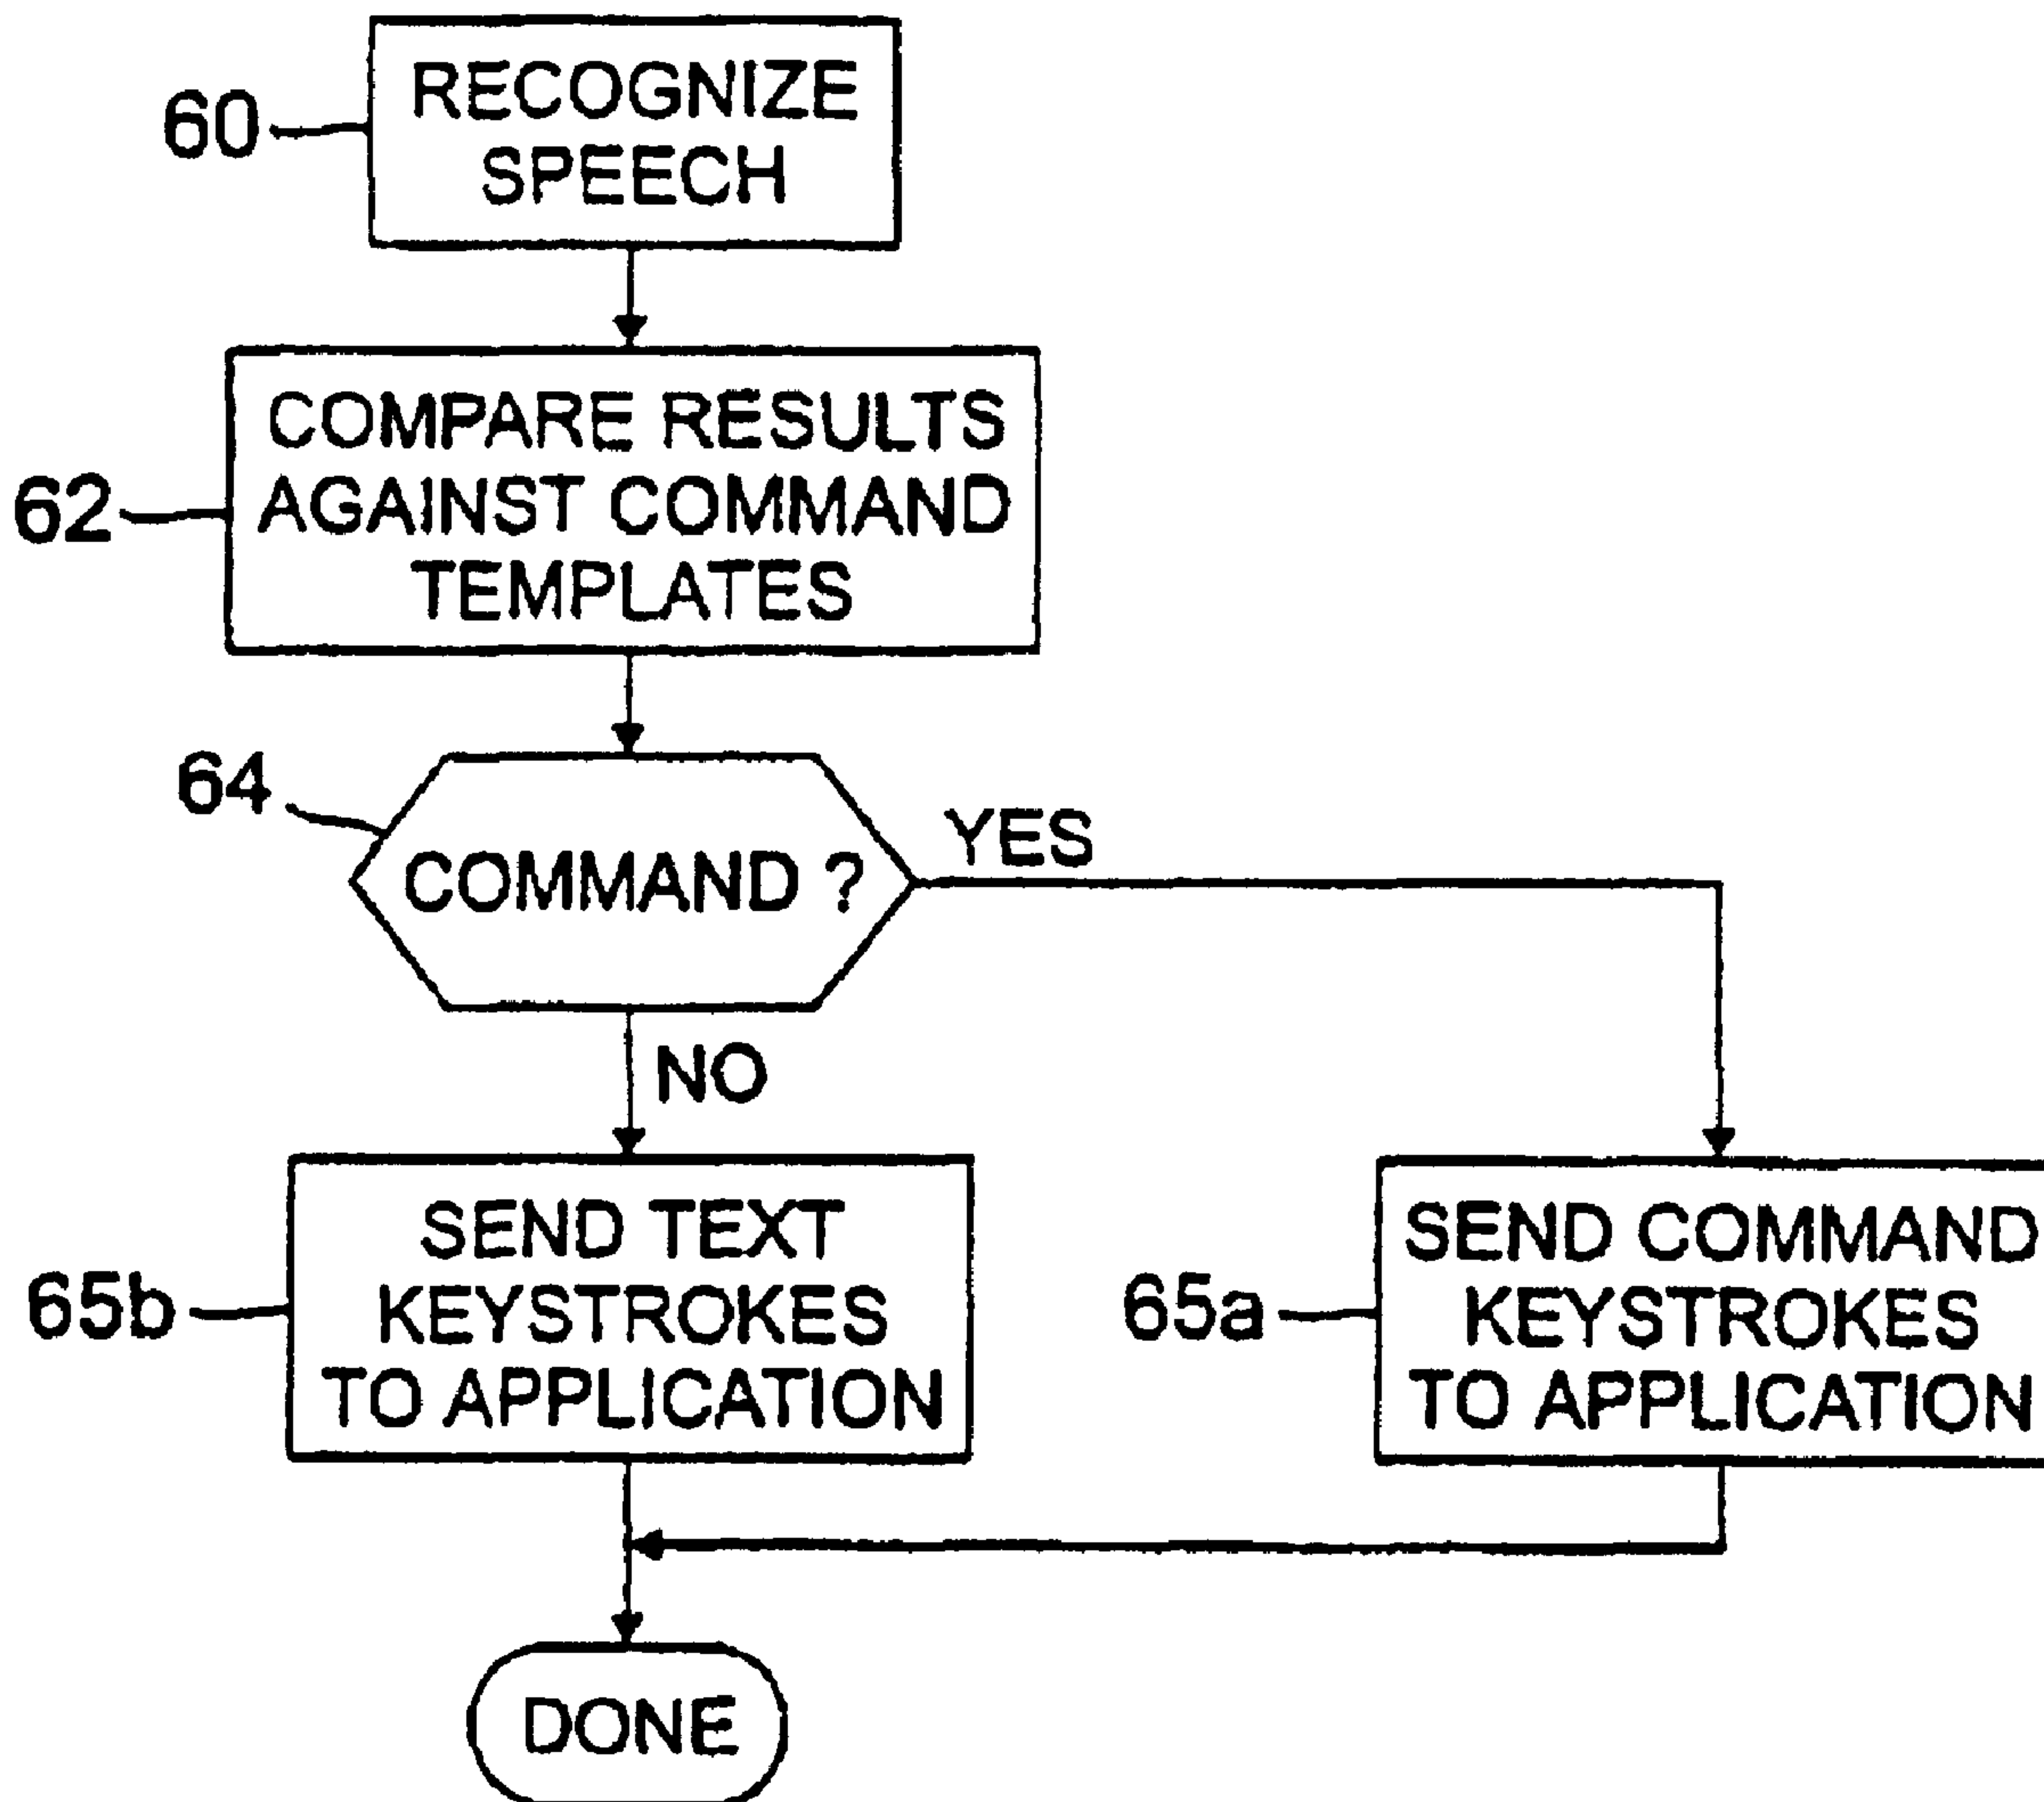 60
RECOGNIZE
SPEECH
62
COMPARE RESULTS
AGAINST COMMAND
TEMPLATES
64
COMMAND ?
YES
NO
65b
SEND TEXT
KEYSTROKES
TO APPLICATION
65a
SEND COMMAND
KEYSTROKES
TO APPLICATION
DONE